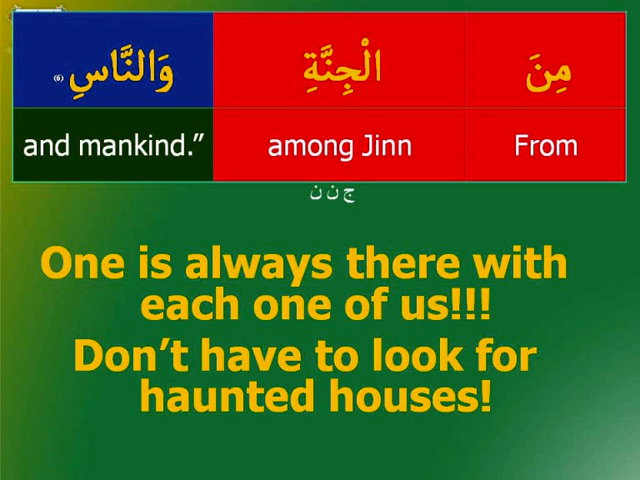 مِنَ الْجِنَّةِ وَالنَّاسِ (6)
and mankind.” among Jinn From
ج ن ن
One is always there with
each one of us!!!
Don’t have to look for
haunted houses!